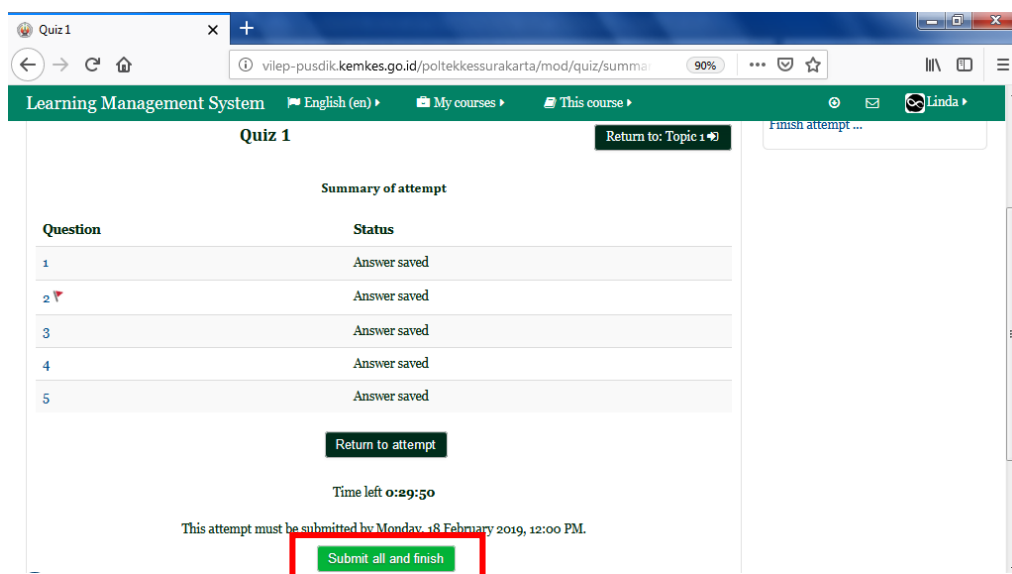 Quiz 1
vilep-pusdik.kemkes.go.id/poltekkessurakarta/mod/quiz/summa
90%
Learning Management System English (en) My courses This course Linda
Quiz 1
Return to: Topic 1
Finish attempt ...
Summary of attempt
Question Status
1 Answer saved
2 Answer saved
3 Answer saved
4 Answer saved
5 Answer saved
Return to attempt
Time left 0:29:50
This attempt must be submitted by Monday, 18 February 2019, 12:00 PM.
Submit all and finish